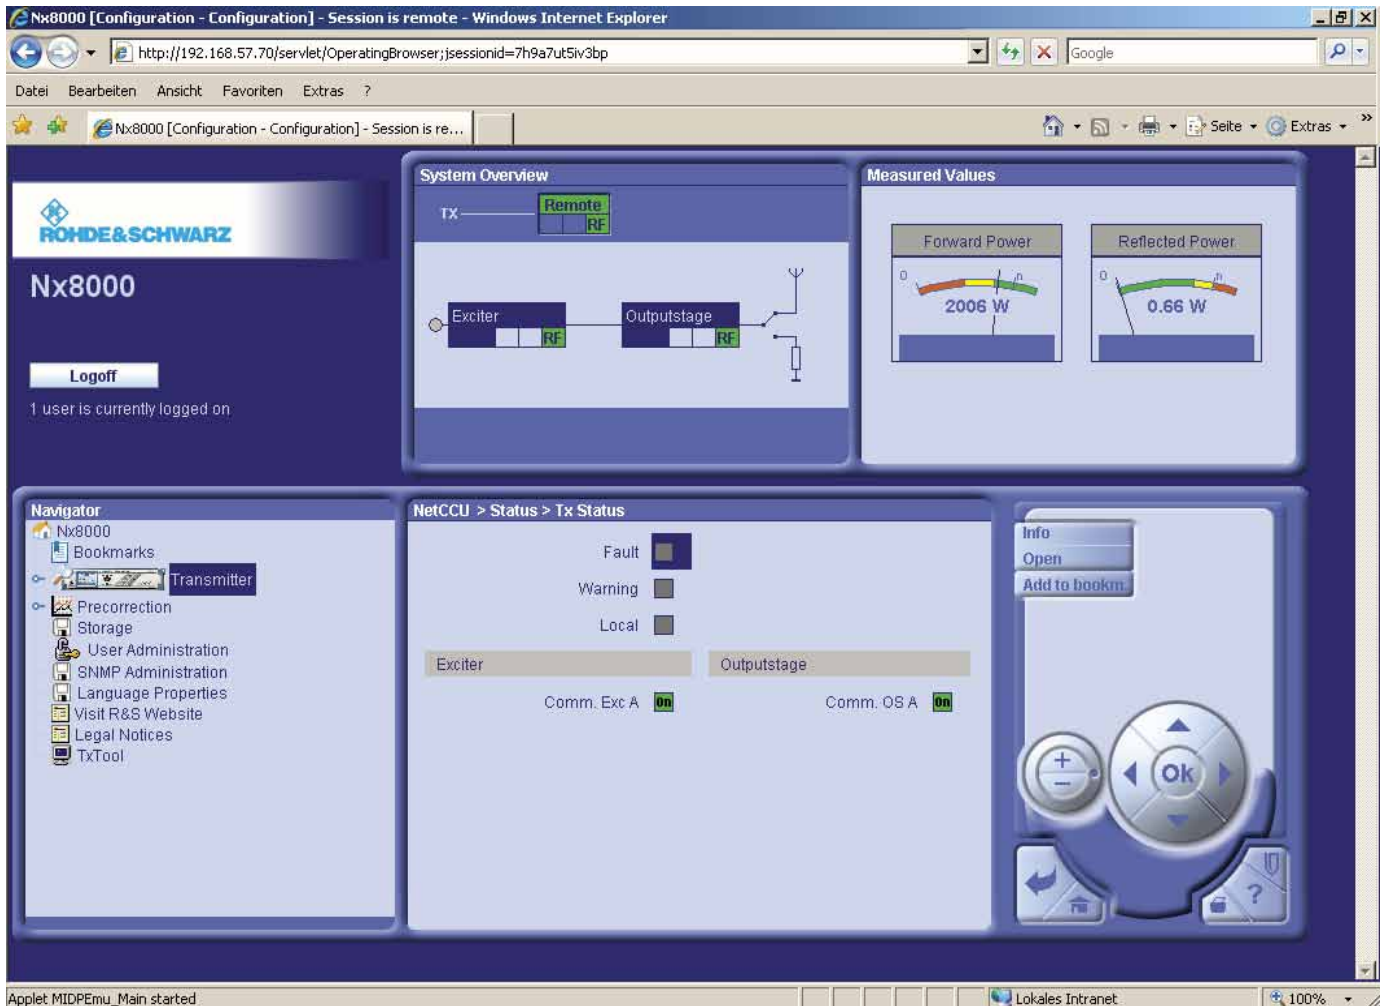 Nx8000 [Configuration - Configuration] - Session is remote - Windows Internet Explorer
http://192.168.57.70/servlet/OperatingBrowser;jsessionid=7h9a7ut5iv3bp
Google
Datei Bearbeiten Ansicht Favoriten Extras ?
Nx8000 [Configuration - Configuration] - Session is re...
Seite Extras »
ROHDE&SCHWARZ
Nx8000
Logoff
1 user is currently logged on
System Overview
TX
Remote
RF
Exciter
RF
Outputstage
RF
Measured Values
Forward Power
0 n
2006 W
Reflected Power
0 n
0.66 W
Navigator
Nx8000
Bookmarks
Transmitter
Precorrection
Storage
User Administration
SNMP Administration
Language Properties
Visit R&S Website
Legal Notices
TxTool
NetCCU > Status > Tx Status
Fault
Warning
Local
Exciter Outputstage
Comm. Exc A On Comm. OS A On
Info
Open
Add to bookm.
+
−
Ok
?
Applet MIDPEmu_Main started
Lokales Intranet
100%